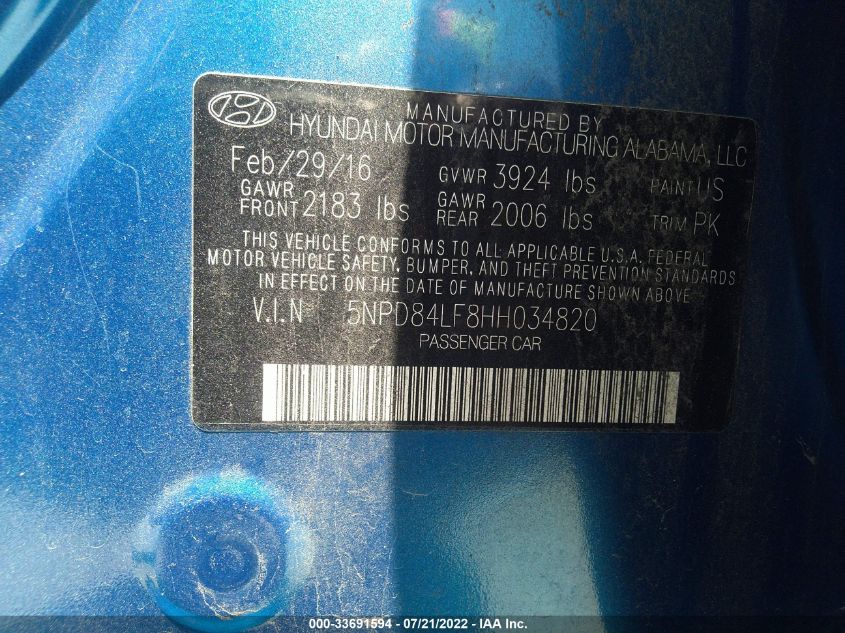 MANUFACTURED BY
HYUNDAI MOTOR MANUFACTURING ALABAMA, LLC
Feb/29/16 GVWR 3924 lbs PAINT US
GAWR FRONT 2183 lbs GAWR REAR 2006 lbs TRIM PK
THIS VEHICLE CONFORMS TO ALL APPLICABLE U.S.A. FEDERAL
MOTOR VEHICLE SAFETY, BUMPER, AND THEFT PREVENTION STANDARDS
IN EFFECT ON THE DATE OF MANUFACTURE SHOWN ABOVE.
V.I.N 5NPD84LF8HH034820
PASSENGER CAR
000-33691594 - 07/21/2022 - IAA Inc.